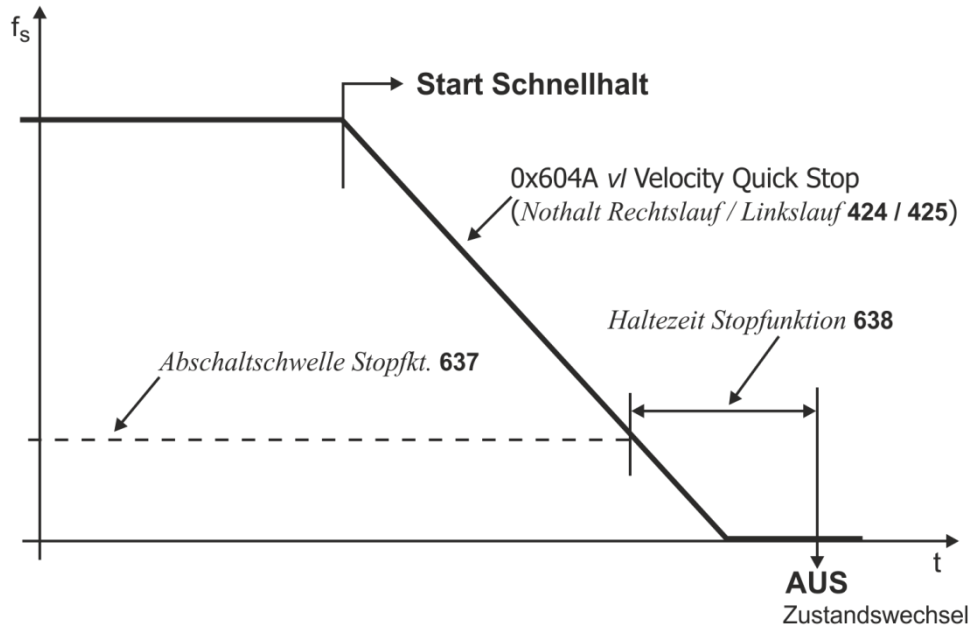 fs
Start Schnellhalt
0x604A vl Velocity Quick Stop
(Nothalt Rechtslauf / Linkslauf 424 / 425)
Haltezeit Stopfunktion 638
Abschaltschwelle Stopfkt. 637
t
AUS
Zustandswechsel